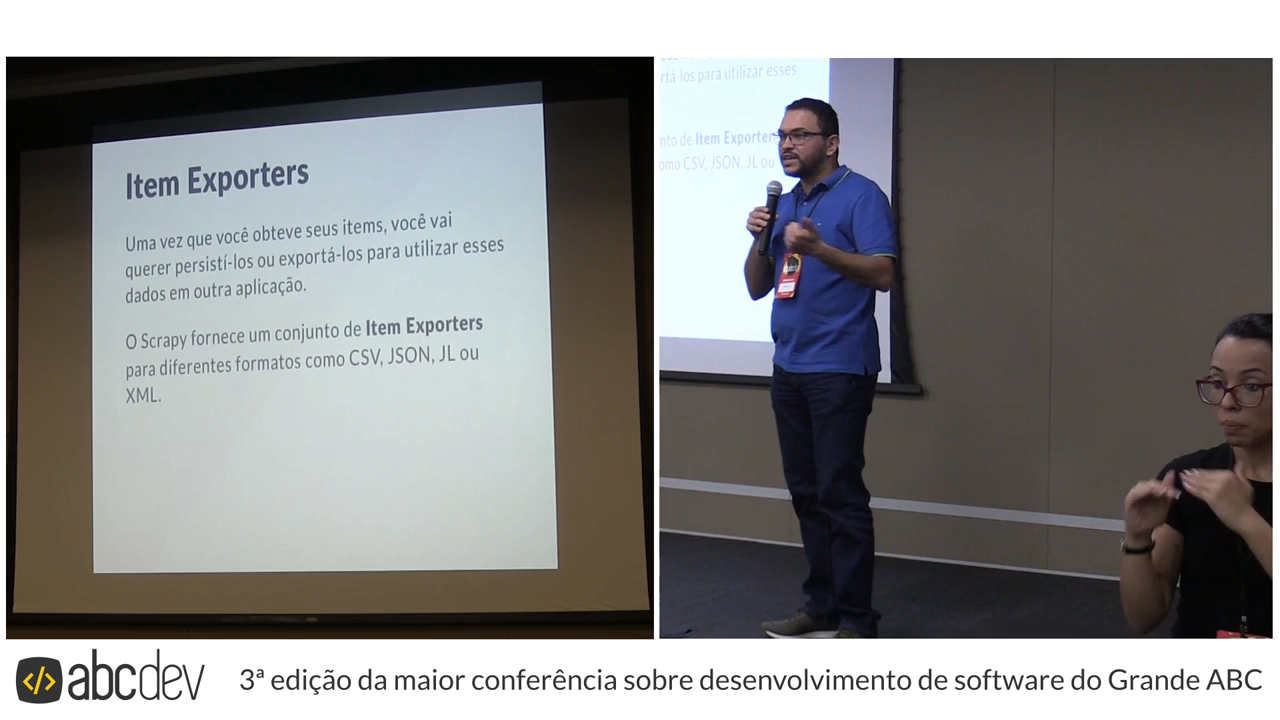 Item Exporters
Uma vez que você obteve seus items, você vai
querer persistí-los ou exportá-los para utilizar esses
dados em outra aplicação.
O Scrapy fornece um conjunto de Item Exporters
para diferentes formatos como CSV, JSON, JL ou
XML.
rtá-los para utilizar esses
nto de Item Exporter
omo CSV, JSON, JL ou
</> abcdev
3ª edição da maior conferência sobre desenvolvimento de software do Grande ABC